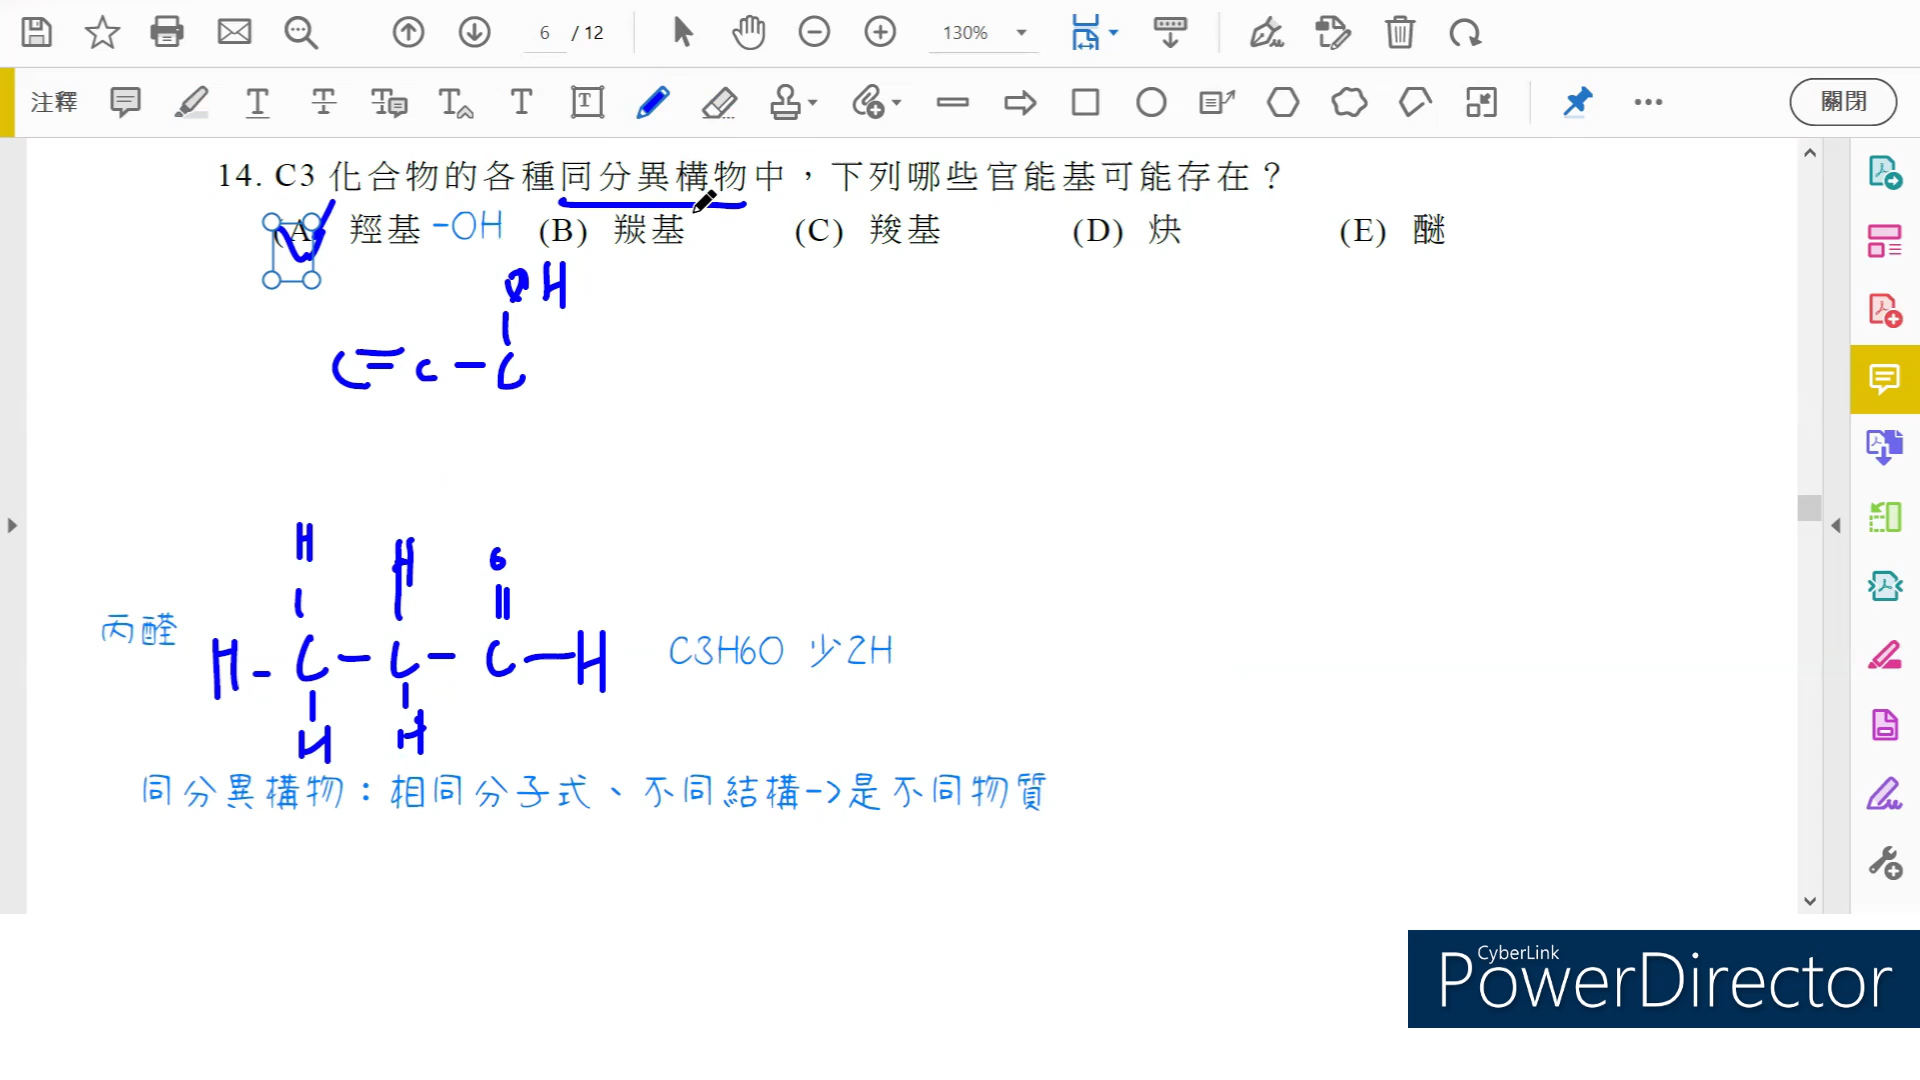 6 / 12
130%
注釋
關閉
14. C3 化合物的各種同分異構物中，下列哪些官能基可能存在？
(A) 羥基 -OH (B) 羰基 (C) 羧基 (D) 炔 (E) 醚
OH
C=C-C
H H O
丙醛 H-C-C-C-H C3H6O 少2H
H H
同分異構物：相同分子式、不同結構->是不同物質
CyberLink
PowerDirector